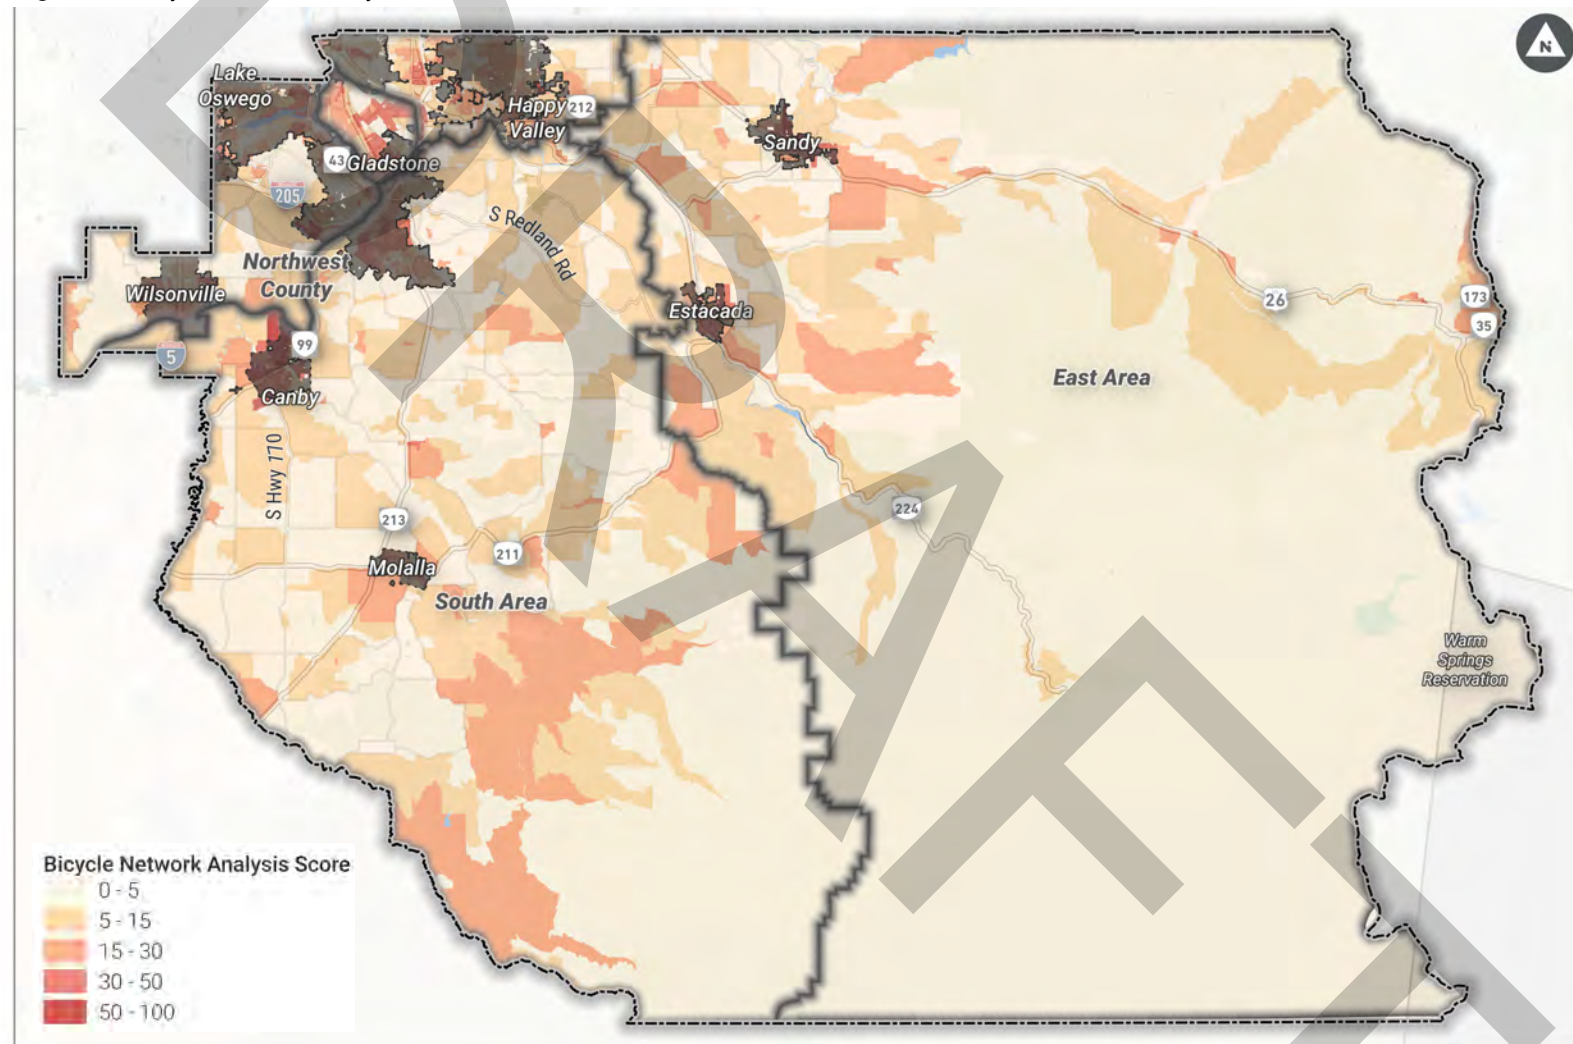 N
Lake
Oswego
Happy
Valley
212
Sandy
43
Gladstone
205
S Redland Rd
Northwest
County
Wilsonville
Estacada
26
173
35
99
5
Canby
East Area
S Hwy 170
213
224
211
Molalla
South Area
Warm
Springs
Reservation
Bicycle Network Analysis Score
0 - 5
5 - 15
15 - 30
30 - 50
50 - 100
DRAFT